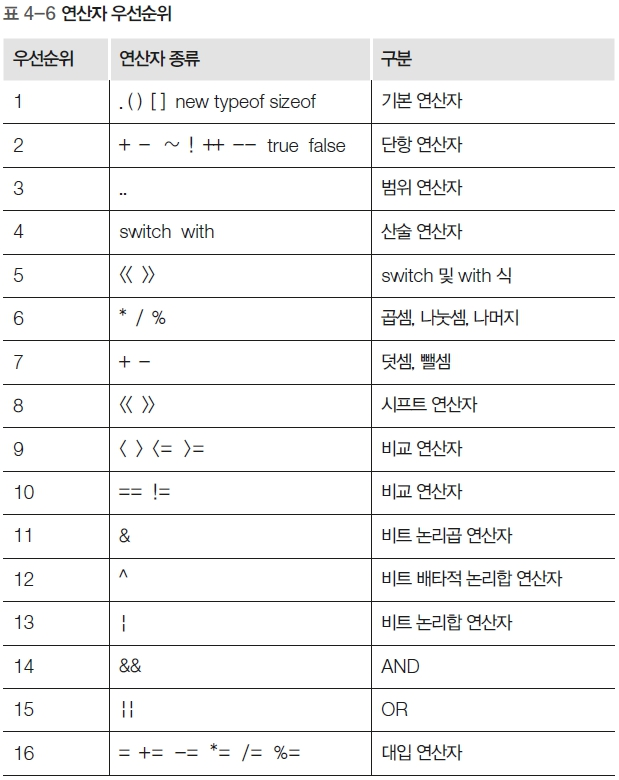 표 4-6 연산자 우선순위
우선순위 연산자 종류 구분
1 . ( ) [ ] new typeof sizeof 기본 연산자
2 + - ~ ! ++ -- true false 단항 연산자
3 .. 범위 연산자
4 switch with 산술 연산자
5 《 》 switch 및 with 식
6 * / % 곱셈, 나눗셈, 나머지
7 + - 덧셈, 뺄셈
8 《 》 시프트 연산자
9 〈 〉 〈= 〉= 비교 연산자
10 == != 비교 연산자
11 & 비트 논리곱 연산자
12 ^ 비트 배타적 논리합 연산자
13 ¦ 비트 논리합 연산자
14 && AND
15 ¦¦ OR
16 = += -= *= /= %= 대입 연산자